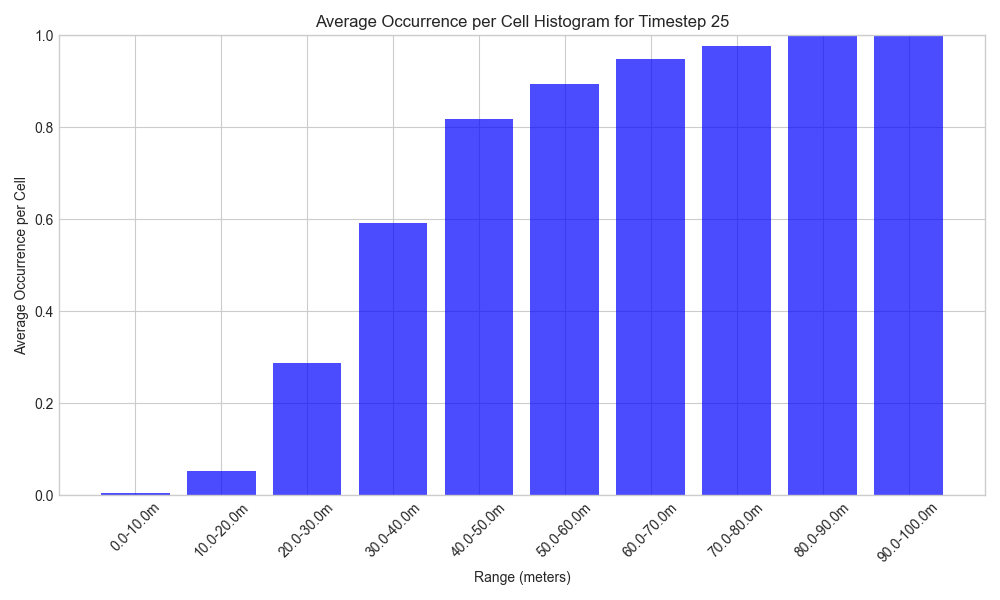 Average Occurrence per Cell Histogram for Timestep 25
Average Occurrence per Cell
1.0
0.8
0.6
0.4
0.2
0.0
0.0-10.0m
10.0-20.0m
20.0-30.0m
30.0-40.0m
40.0-50.0m
50.0-60.0m
60.0-70.0m
70.0-80.0m
80.0-90.0m
90.0-100.0m
Range (meters)